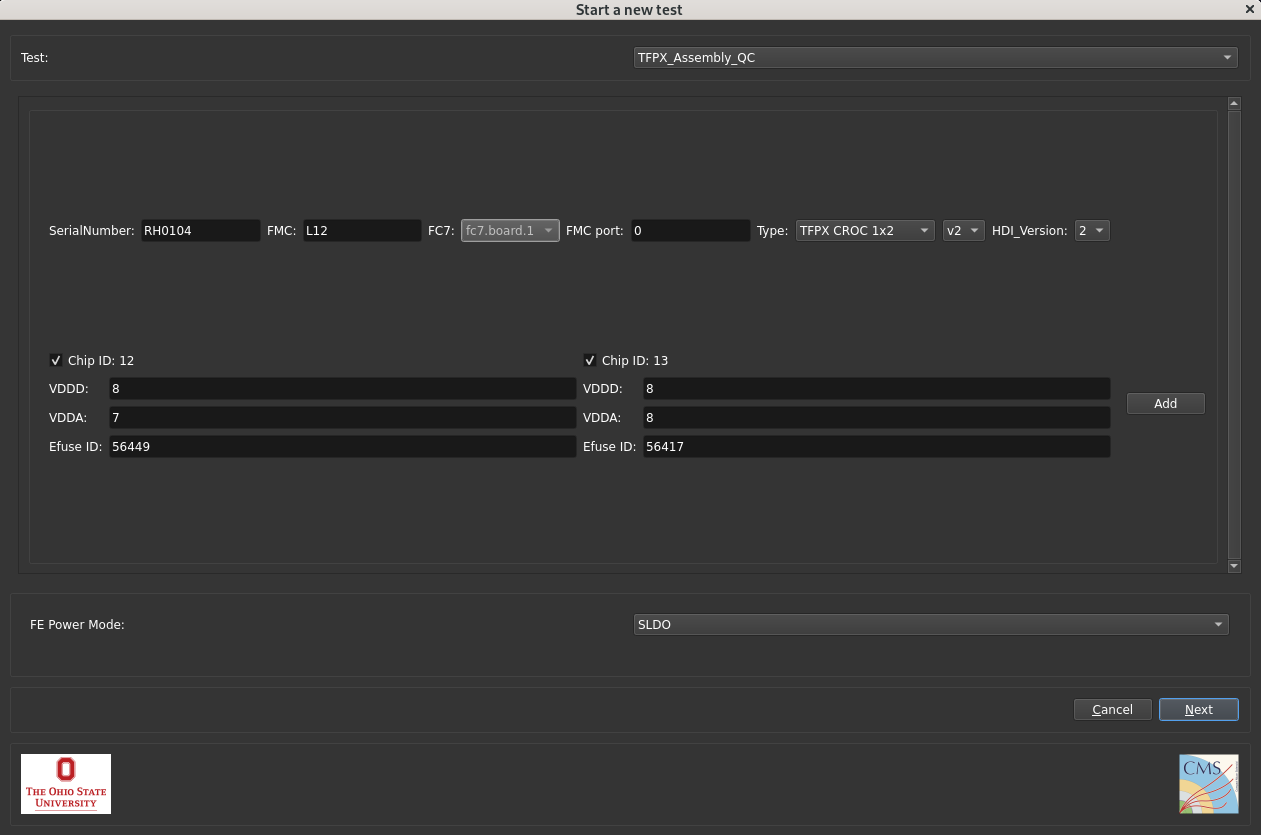 Start a new test
Test: TFPX_Assembly_QC
SerialNumber: RH0104 FMC: L12 FC7: fc7.board.1 FMC port: 0 Type: TFPX CROC 1x2 v2 HDI_Version: 2
Chip ID: 12 Chip ID: 13
VDDD: 8 VDDD: 8
VDDA: 7 VDDA: 8
Add
Efuse ID: 56449 Efuse ID: 56417
FE Power Mode: SLDO
Cancel Next
THE OHIO STATE
UNIVERSITY
CMS